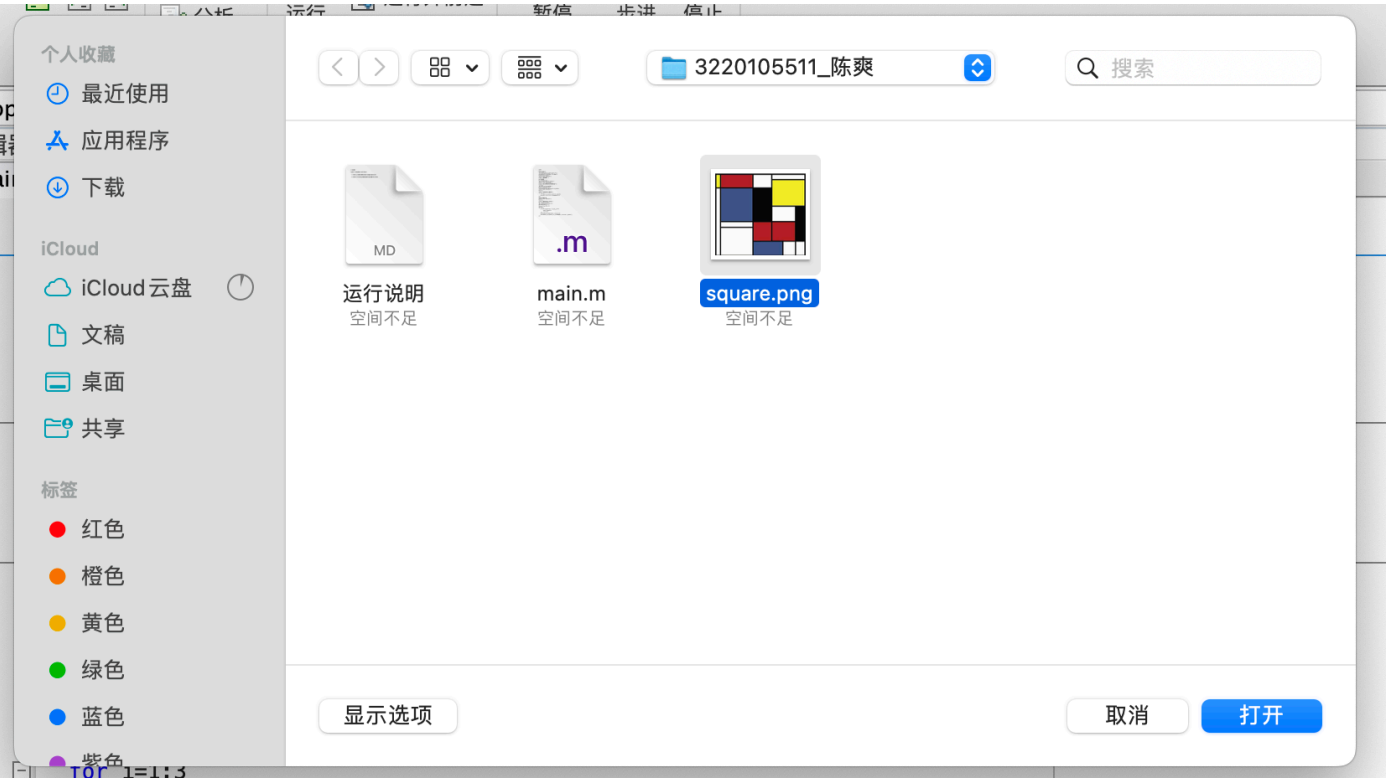 分析
运行
暂停
步进
停止
个人收藏
最近使用
应用程序
下载
iCloud
iCloud云盘
文稿
桌面
共享
标签
红色
橙色
黄色
绿色
蓝色
紫色
3220105511_陈爽
搜索
MD
运行说明
空间不足
.m
main.m
空间不足
square.png
空间不足
显示选项
取消
打开
for i=1:3